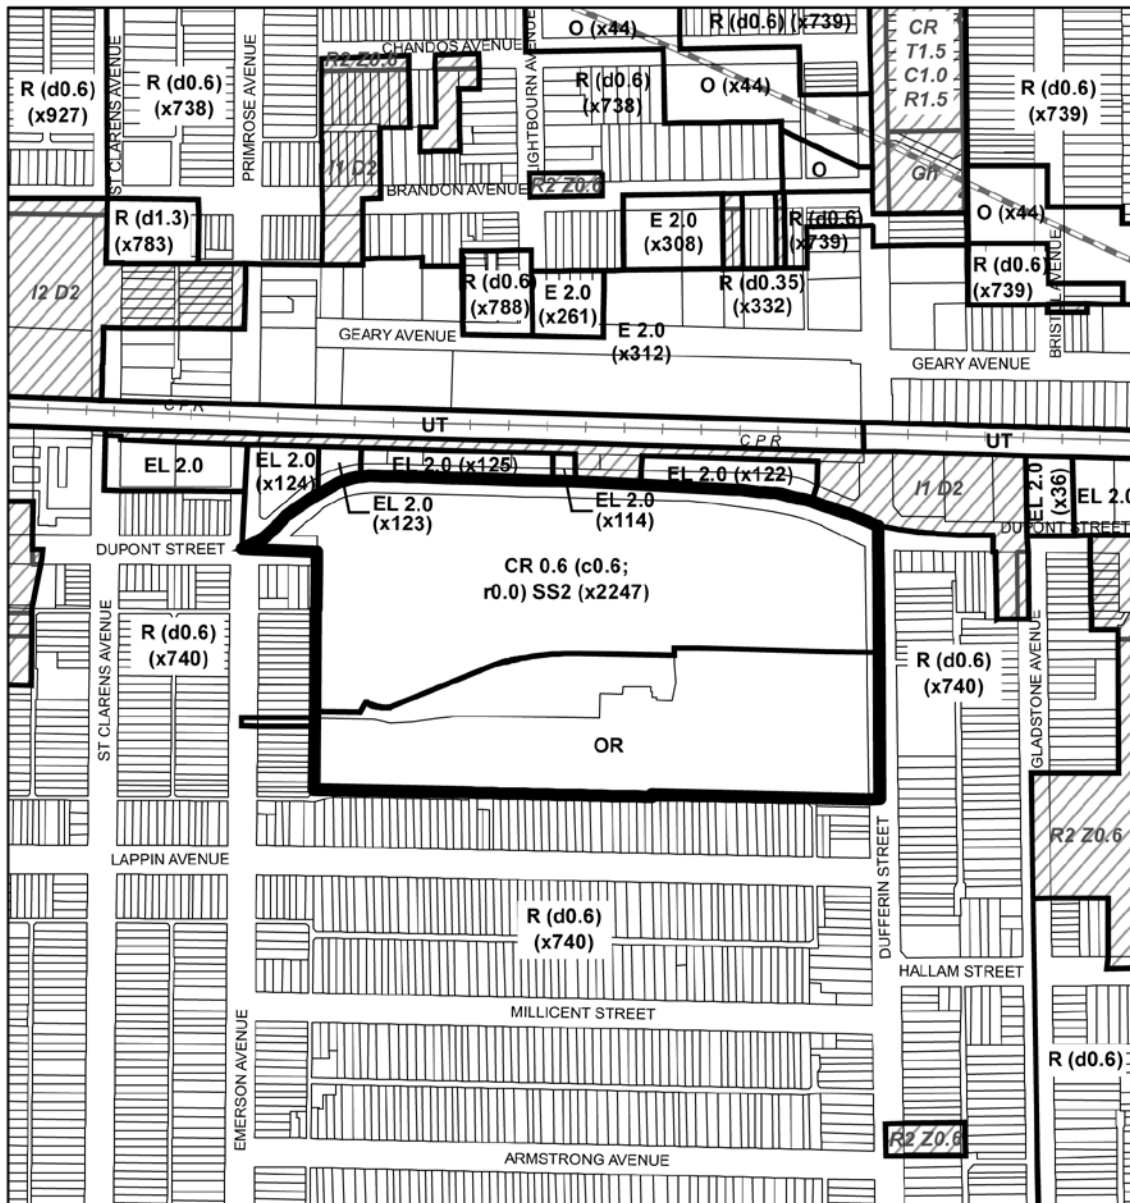 O (x44)
R (d0.6) (x739)
CR
T1.5
C1.0
R1.5
CHANDOS AVENUE
R2 Z0.6
LIGHTBOURN AVENUE
ST CLARENS AVENUE
PRIMROSE AVENUE
R (d0.6)
(x927)
R (d0.6)
(x738)
R (d0.6)
(x738)
O (x44)
R (d0.6)
(x739)
I1 D2
BRANDON AVENUE
R2 Z0.6
O
Gh
R (d1.3)
(x783)
E 2.0
(x308)
R (d0.6)
(x739)
O (x44)
BRISTOL AVENUE
I2 D2
R (d0.6)
(x788)
E 2.0
(x261)
R (d0.35)
(x332)
R (d0.6)
(x739)
GEARY AVENUE
E 2.0
(x312)
GEARY AVENUE
CPR
UT
CPR
UT
EL 2.0
EL 2.0
(x124)
EL 2.0 (x125)
EL 2.0 (x122)
EL 2.0
(x123)
EL 2.0
(x114)
I1 D2
EL 2.0
(x36)
EL 2.0
DUPONT STREET
DUPONT STREET
CR 0.6 (c0.6;
r0.0) SS2 (x2247)
ST CLARENS AVENUE
R (d0.6)
(x740)
R (d0.6)
(x740)
GLADSTONE AVENUE
OR
R2 Z0.6
LAPPIN AVENUE
DUFFERIN STREET
R (d0.6)
(x740)
HALLAM STREET
MILLICENT STREET
EMERSON AVENUE
R (d0.6)
R2 Z0.6
ARMSTRONG AVENUE